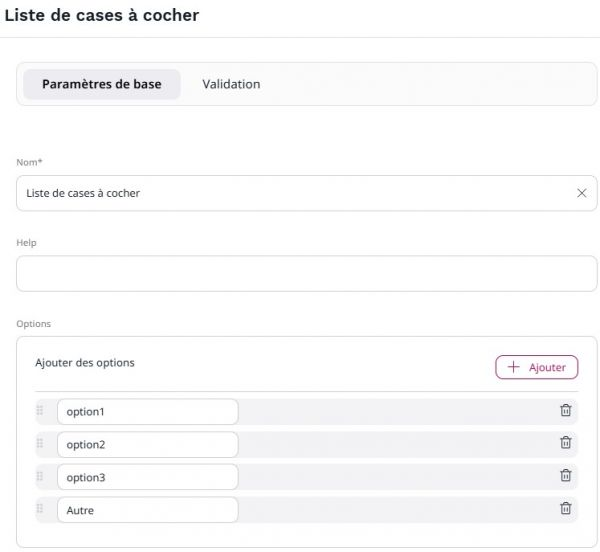 Liste de cases à cocher
Paramètres de base Validation
Nom*
Liste de cases à cocher
Help
Options
Ajouter des options
Ajouter
option1
option2
option3
Autre